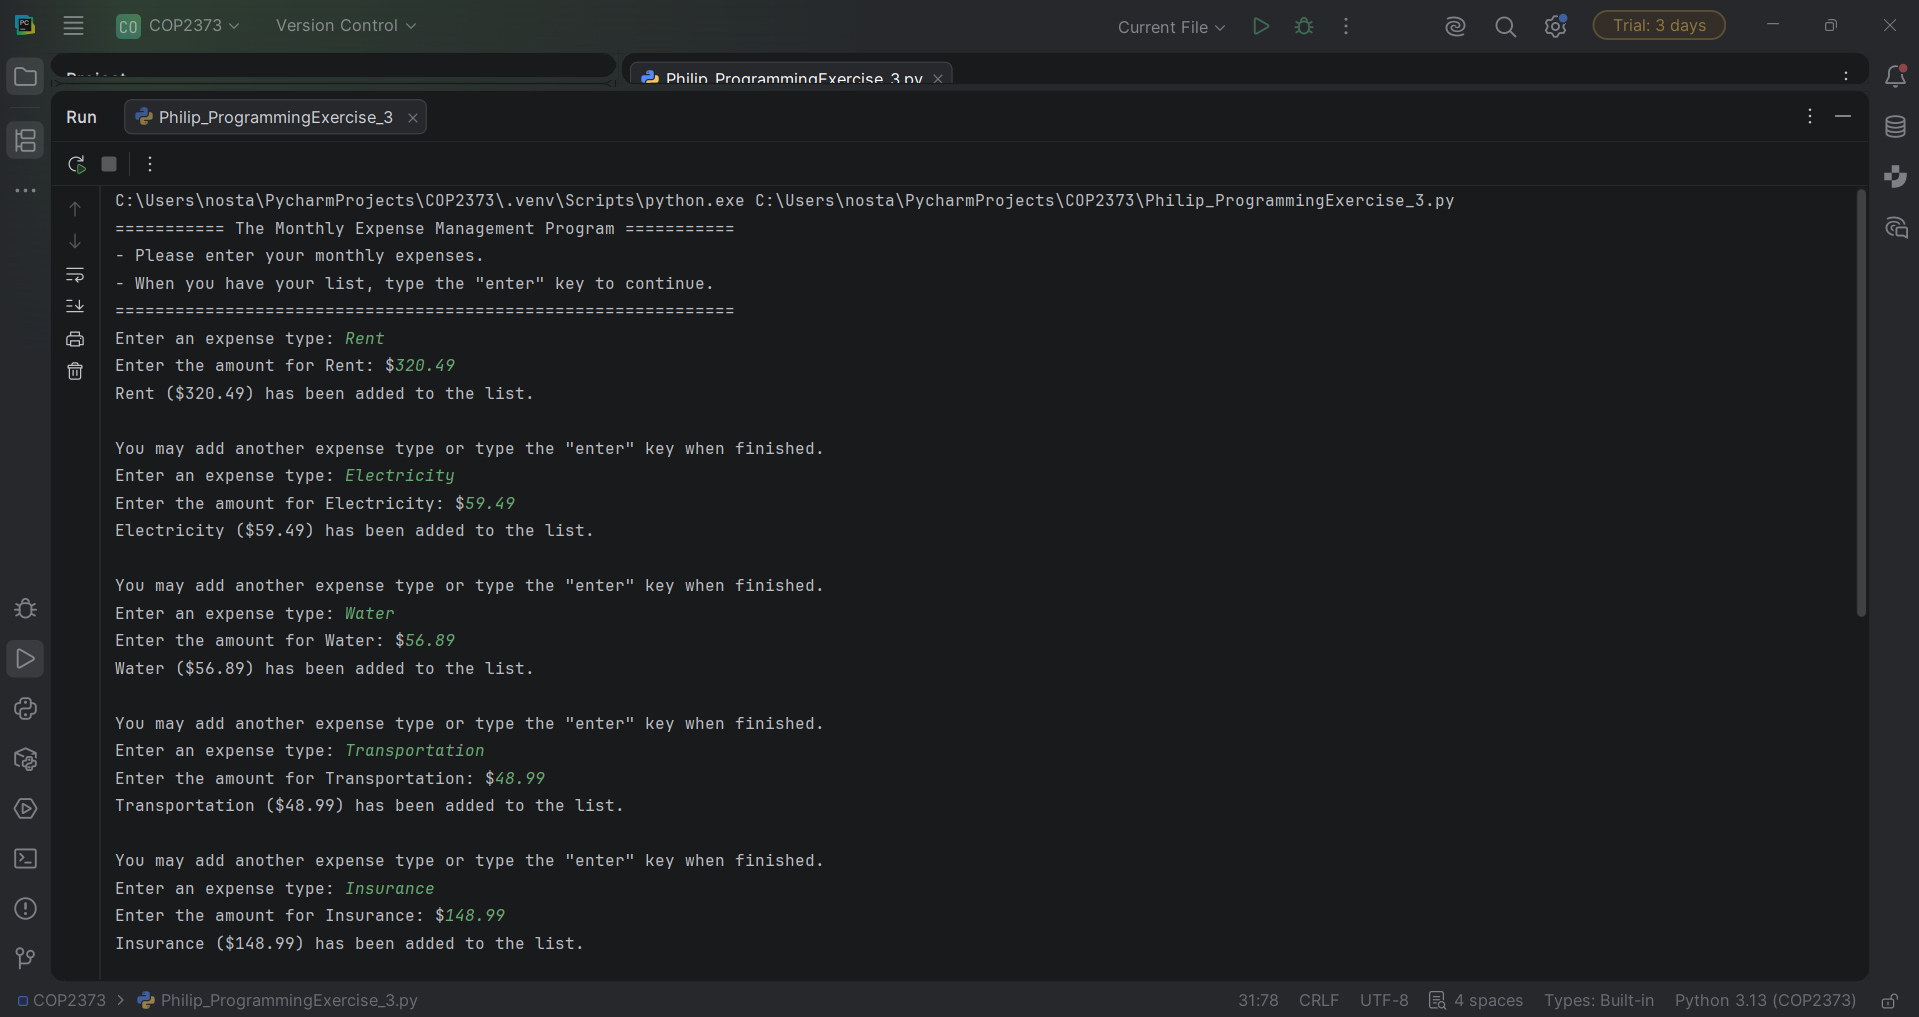 CO COP2373 Version Control Current File Trial: 3 days
Project Philip_ProgrammingExercise_3.py
Run Philip_ProgrammingExercise_3
C:\Users\nosta\PycharmProjects\COP2373\.venv\Scripts\python.exe C:\Users\nosta\PycharmProjects\COP2373\Philip_ProgrammingExercise_3.py
=========== The Monthly Expense Management Program ===========
- Please enter your monthly expenses.
- When you have your list, type the "enter" key to continue.
==============================================================
Enter an expense type: Rent
Enter the amount for Rent: $320.49
Rent ($320.49) has been added to the list.
You may add another expense type or type the "enter" key when finished.
Enter an expense type: Electricity
Enter the amount for Electricity: $59.49
Electricity ($59.49) has been added to the list.
You may add another expense type or type the "enter" key when finished.
Enter an expense type: Water
Enter the amount for Water: $56.89
Water ($56.89) has been added to the list.
You may add another expense type or type the "enter" key when finished.
Enter an expense type: Transportation
Enter the amount for Transportation: $48.99
Transportation ($48.99) has been added to the list.
You may add another expense type or type the "enter" key when finished.
Enter an expense type: Insurance
Enter the amount for Insurance: $148.99
Insurance ($148.99) has been added to the list.
COP2373 > Philip_ProgrammingExercise_3.py 31:78 CRLF UTF-8 4 spaces Types: Built-in Python 3.13 (COP2373)